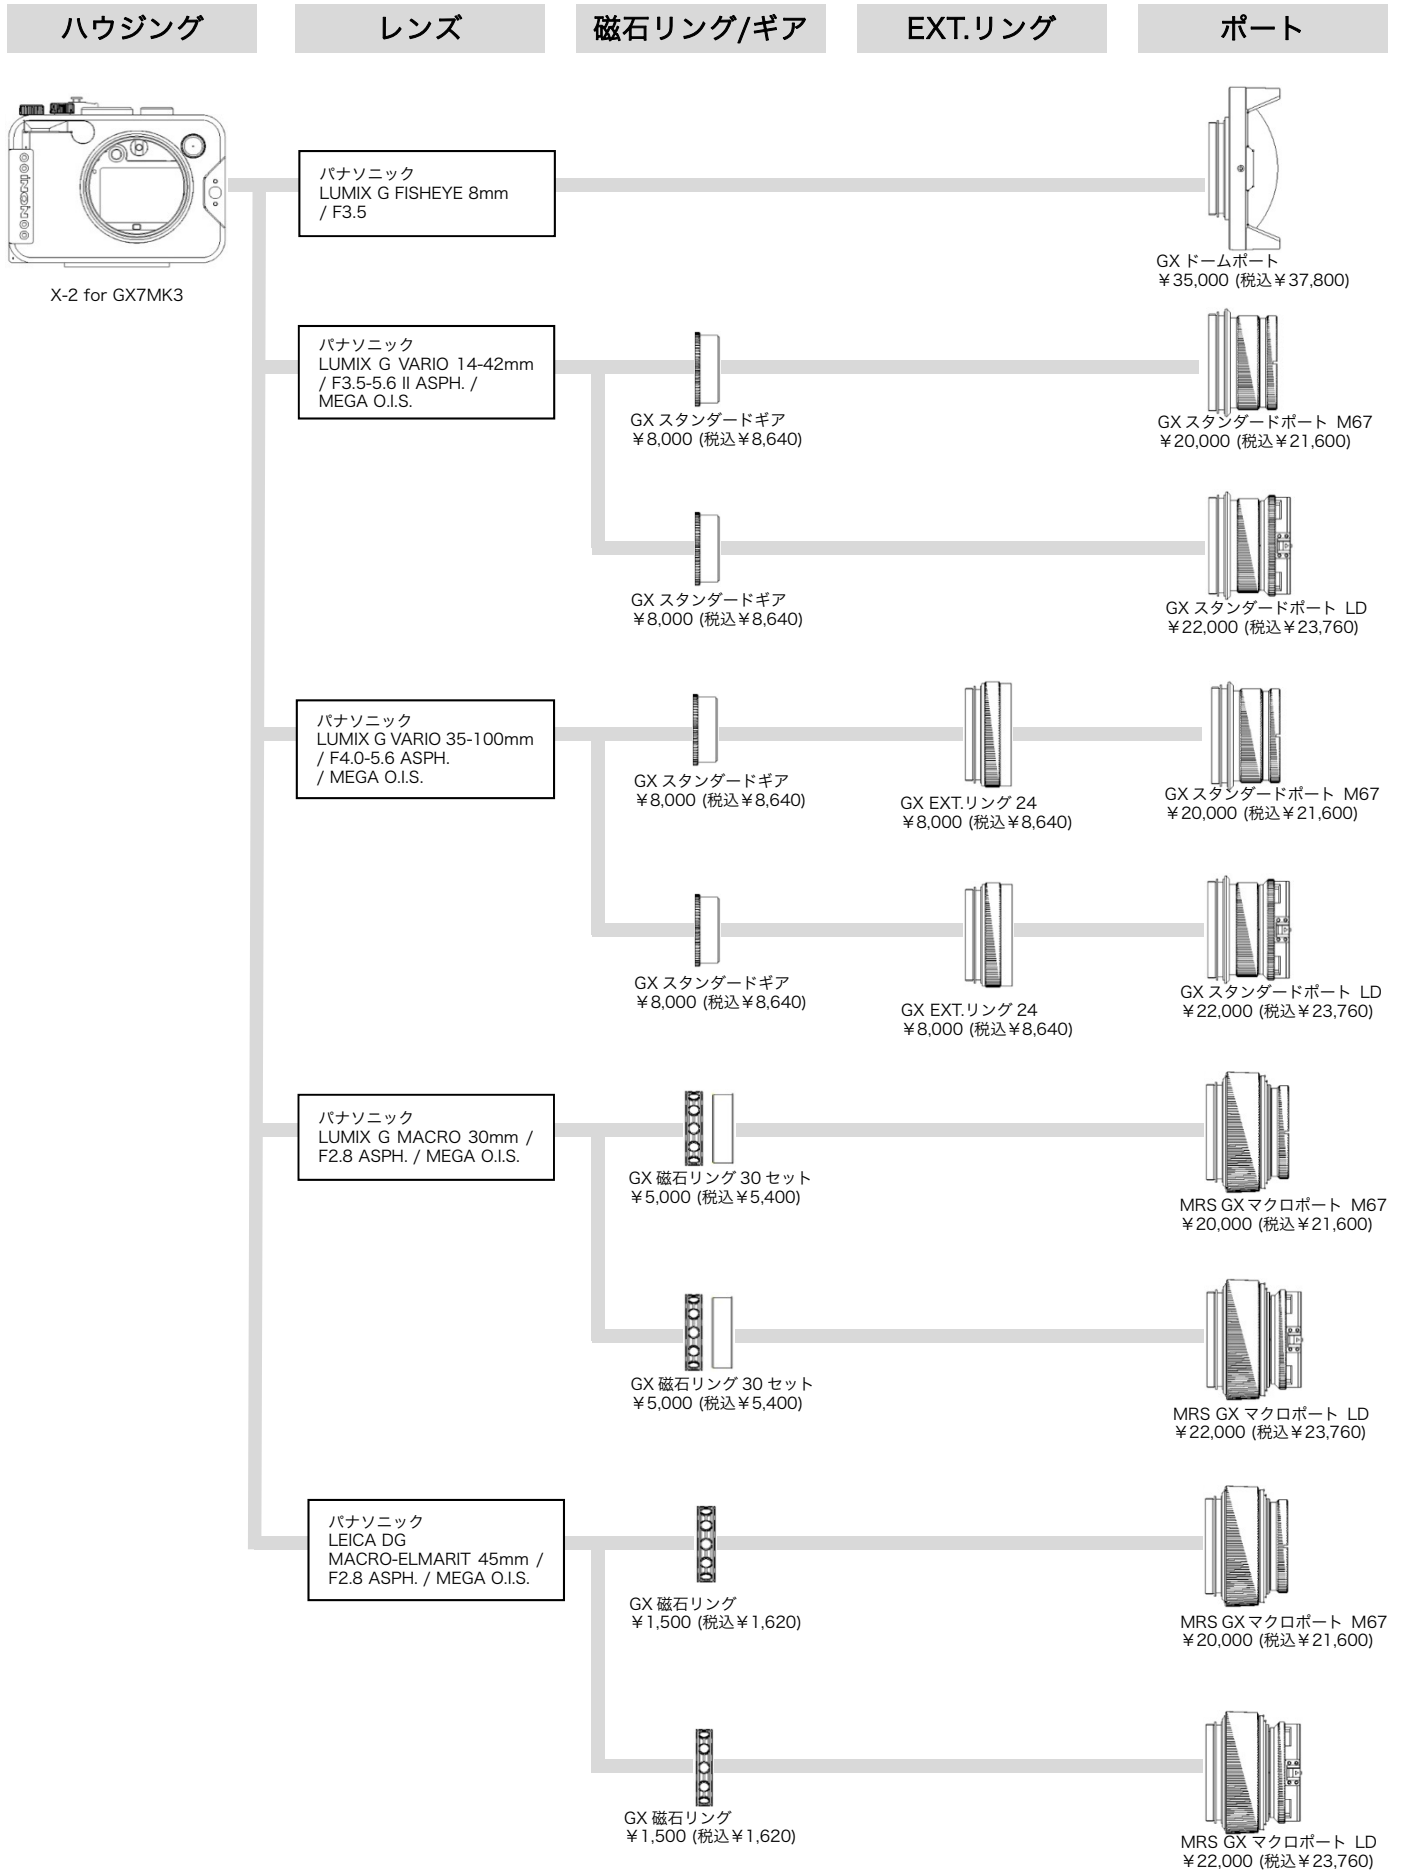 ハウジング
レンズ
磁石リング/ギア
EXT.リング
ポート
X-2 for GX7MK3
パナソニック
LUMIX G FISHEYE 8mm
/ F3.5
GX ドームポート
￥35,000 (税込￥37,800)
パナソニック
LUMIX G VARIO 14-42mm
/ F3.5-5.6 II ASPH. /
MEGA O.I.S.
GX スタンダードギア
￥8,000 (税込￥8,640)
GX スタンダードポート M67
￥20,000 (税込￥21,600)
GX スタンダードギア
￥8,000 (税込￥8,640)
GX スタンダードポート LD
￥22,000 (税込￥23,760)
パナソニック
LUMIX G VARIO 35-100mm
/ F4.0-5.6 ASPH.
/ MEGA O.I.S.
GX スタンダードギア
￥8,000 (税込￥8,640)
GX EXT.リング 24
￥8,000 (税込￥8,640)
GX スタンダードポート M67
￥20,000 (税込￥21,600)
GX スタンダードギア
￥8,000 (税込￥8,640)
GX EXT.リング 24
￥8,000 (税込￥8,640)
GX スタンダードポート LD
￥22,000 (税込￥23,760)
パナソニック
LUMIX G MACRO 30mm /
F2.8 ASPH. / MEGA O.I.S.
GX 磁石リング 30 セット
￥5,000 (税込￥5,400)
MRS GX マクロポート M67
￥20,000 (税込￥21,600)
GX 磁石リング 30 セット
￥5,000 (税込￥5,400)
MRS GX マクロポート LD
￥22,000 (税込￥23,760)
パナソニック
LEICA DG
MACRO-ELMARIT 45mm /
F2.8 ASPH. / MEGA O.I.S.
GX 磁石リング
￥1,500 (税込￥1,620)
MRS GX マクロポート M67
￥20,000 (税込￥21,600)
GX 磁石リング
￥1,500 (税込￥1,620)
MRS GX マクロポート LD
￥22,000 (税込￥23,760)